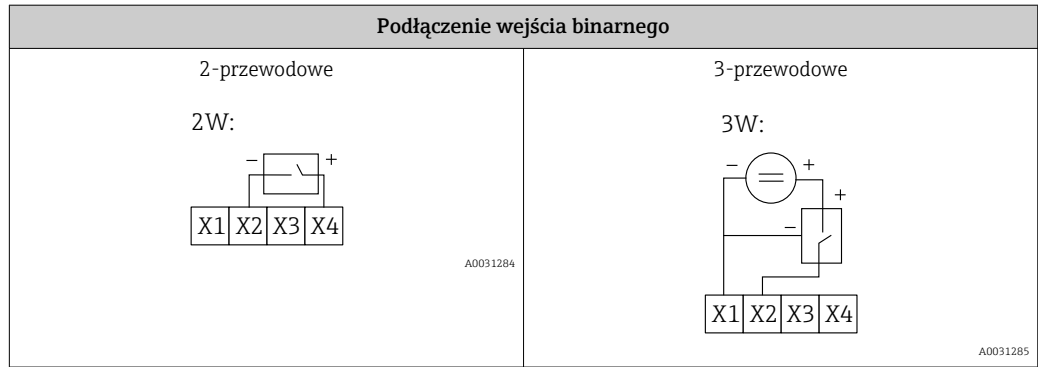 Podłączenie wejścia binarnego
2-przewodowe
2W:
− +
X1 X2 X3 X4
A0031284
3-przewodowe
3W:
− +
+
−
X1 X2 X3 X4
A0031285